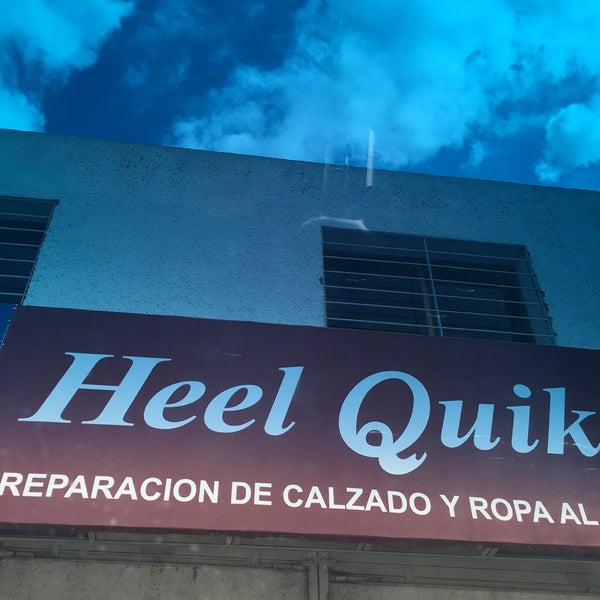 Heel Quik
REPARACION DE CALZADO Y ROPA AL